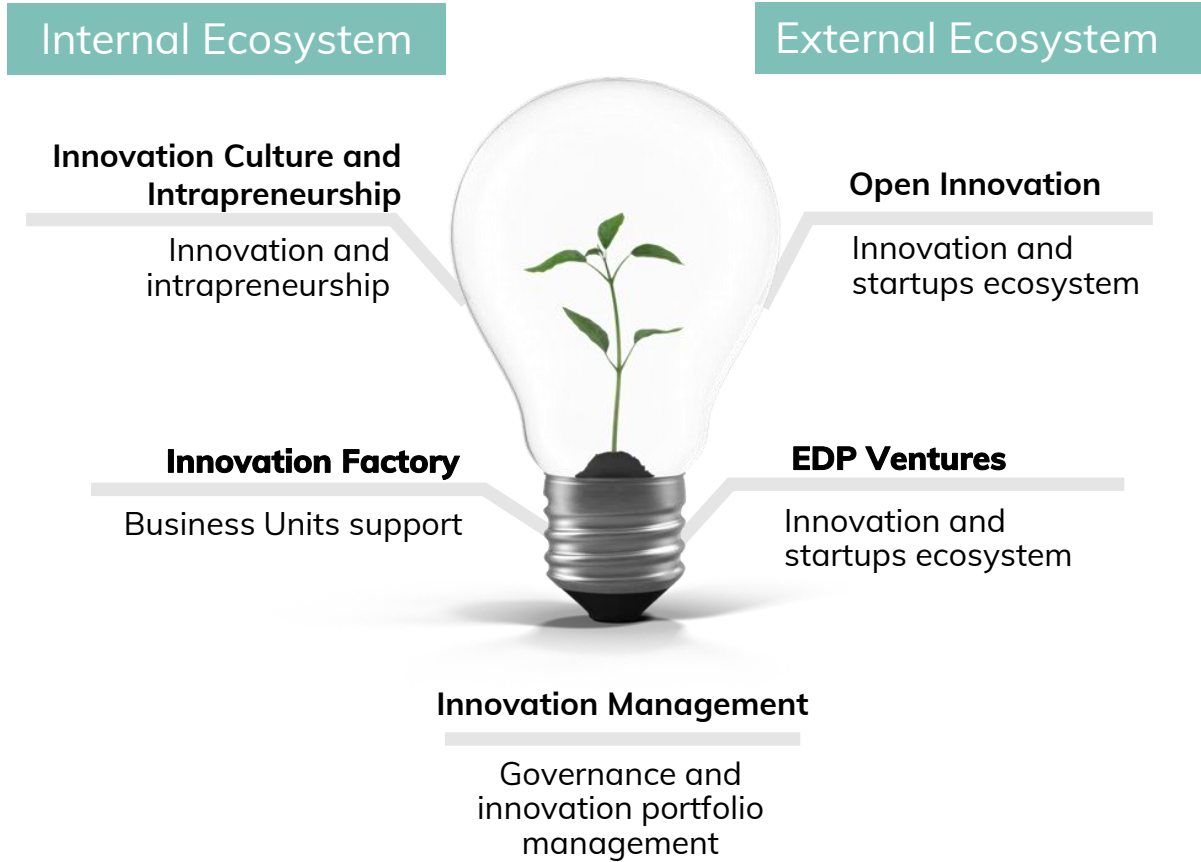 Internal Ecosystem
External Ecosystem
Innovation Culture and
Intrapreneurship
Innovation and
intrapreneurship
Open Innovation
Innovation and
startups ecosystem
Innovation Factory
Business Units support
EDP Ventures
Innovation and
startups ecosystem
Innovation Management
Governance and
innovation portfolio
management